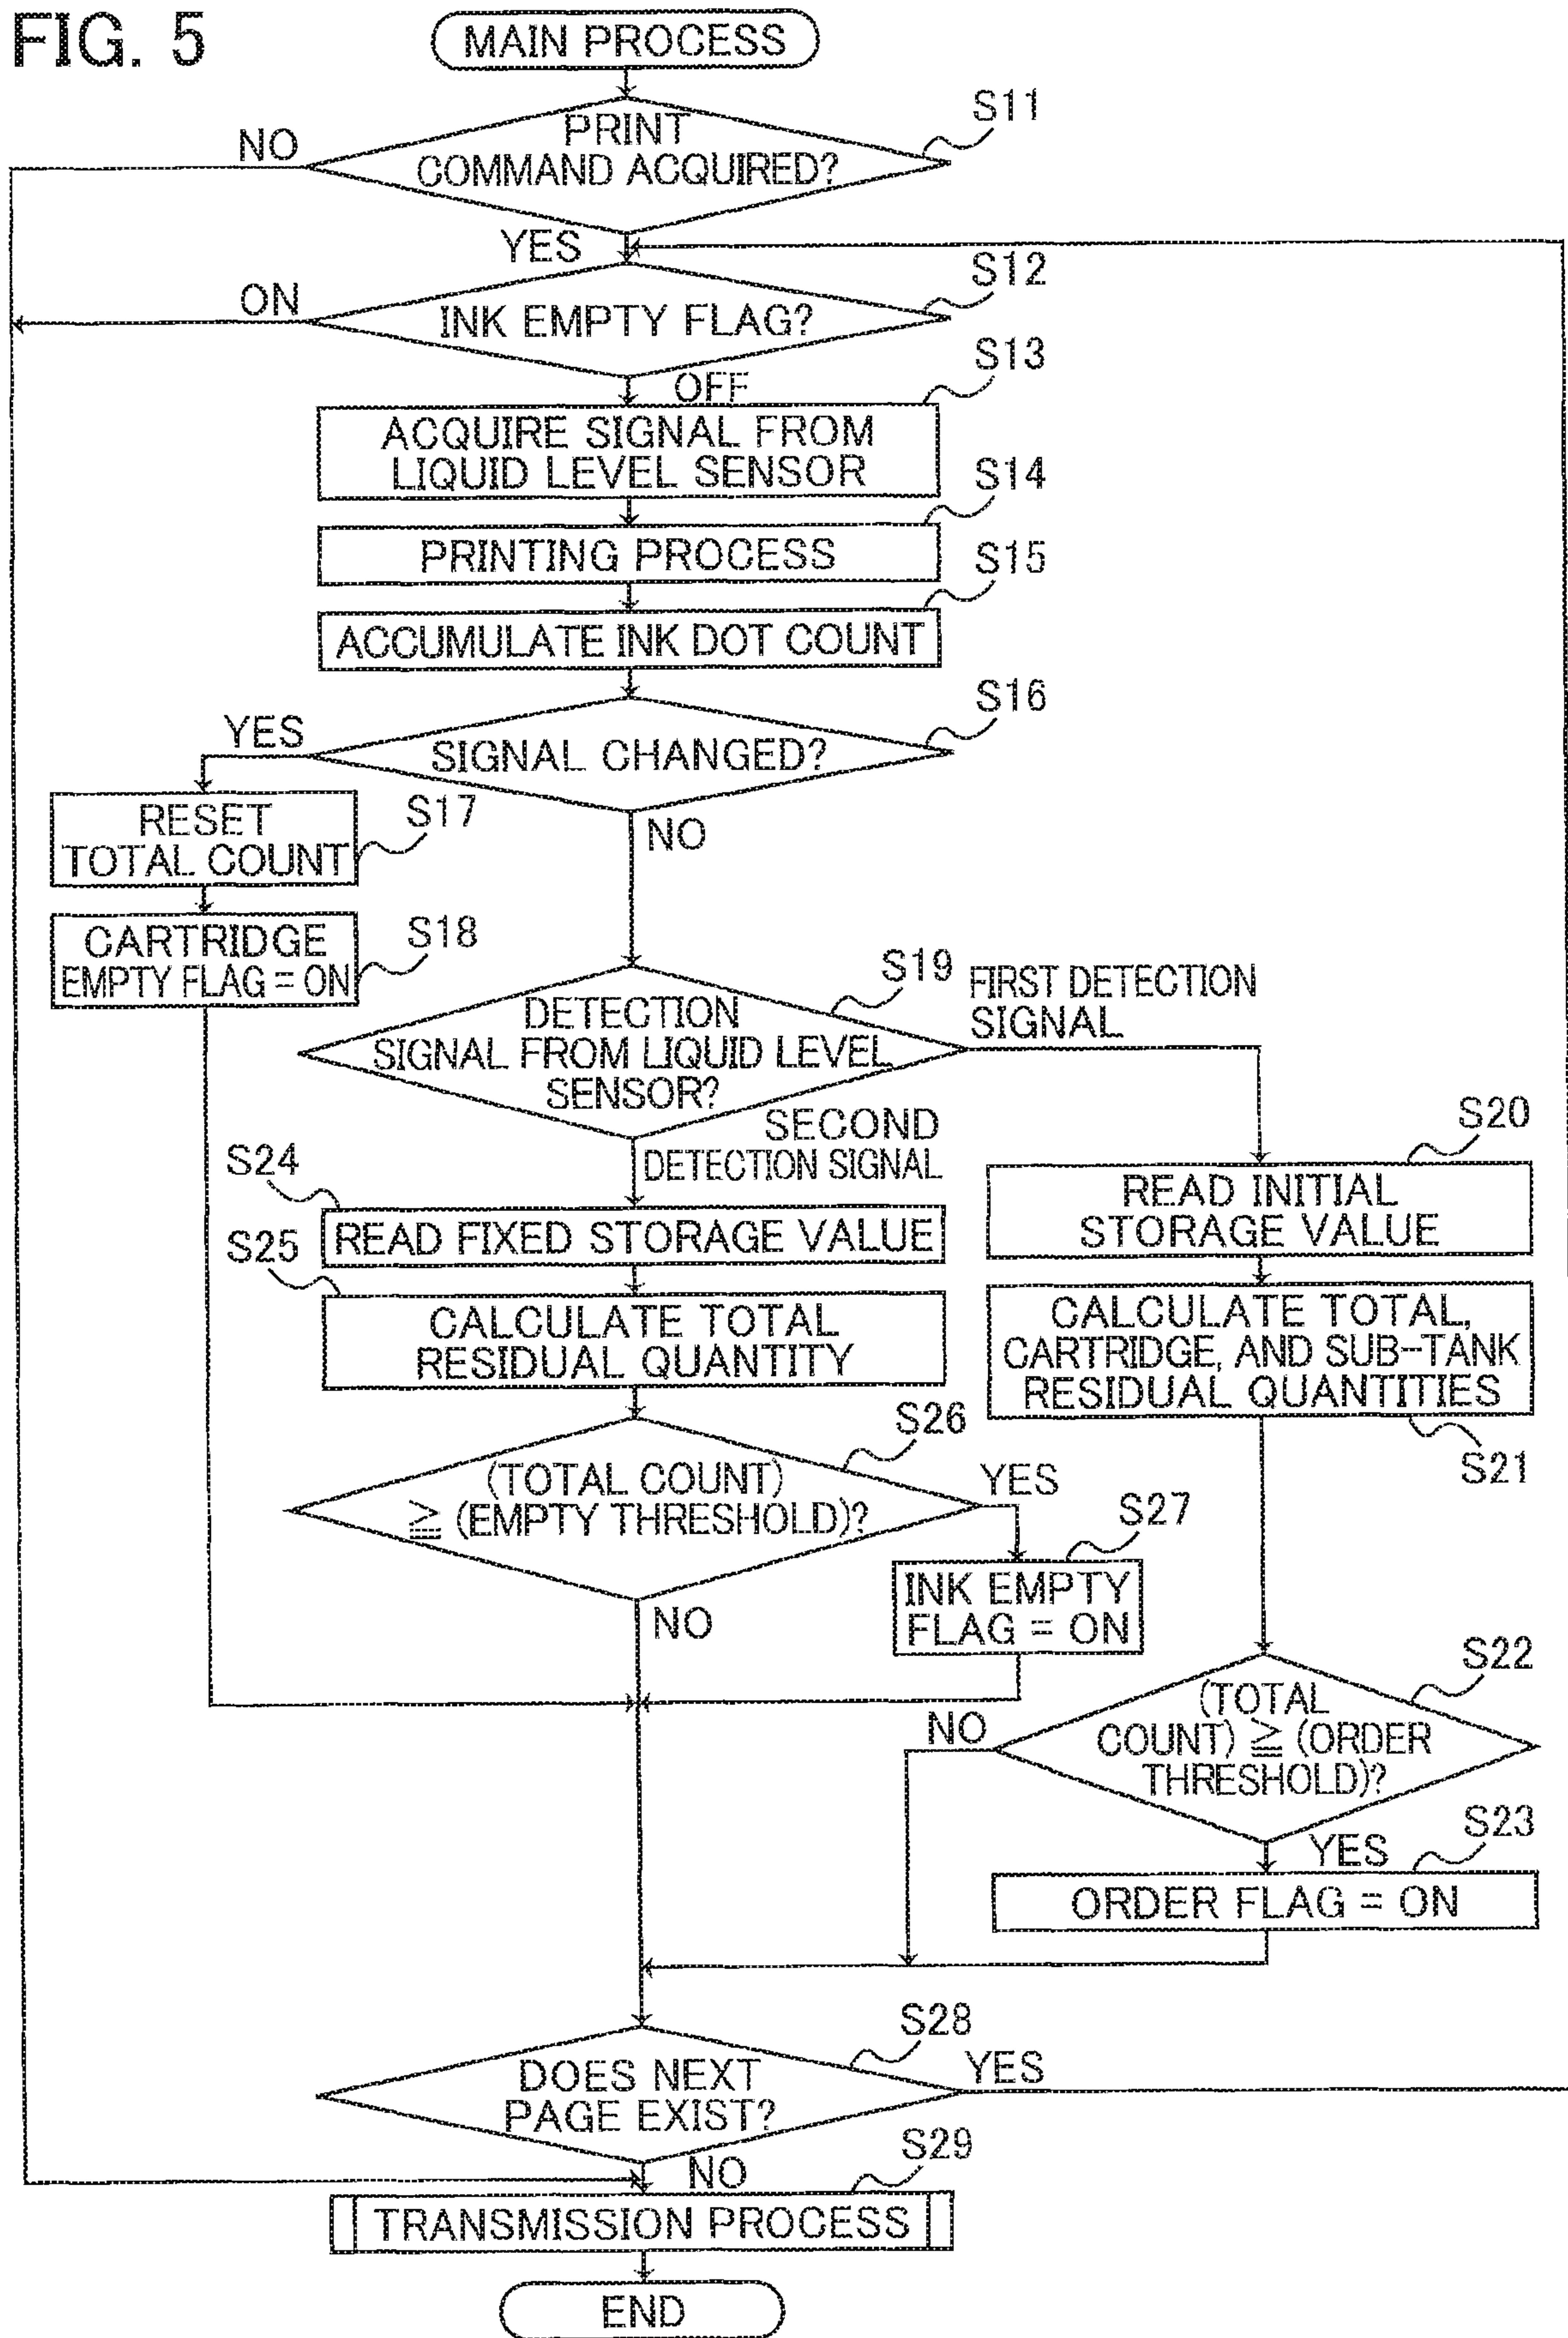 FIG. 5
MAIN PROCESS
S11
PRINT
COMMAND ACQUIRED?
NO
YES
S12
INK EMPTY FLAG?
ON
OFF
S13
ACQUIRE SIGNAL FROM
LIQUID LEVEL SENSOR
S14
PRINTING PROCESS
S15
ACCUMULATE INK DOT COUNT
S16
SIGNAL CHANGED?
YES
NO
S17
RESET
TOTAL COUNT
S18
CARTRIDGE
EMPTY FLAG = ON
S19
DETECTION
SIGNAL FROM LIQUID LEVEL
SENSOR?
FIRST DETECTION
SIGNAL
SECOND
DETECTION SIGNAL
S20
READ INITIAL
STORAGE VALUE
CALCULATE TOTAL,
CARTRIDGE, AND SUB-TANK
RESIDUAL QUANTITIES
S21
S24
READ FIXED STORAGE VALUE
S25
CALCULATE TOTAL
RESIDUAL QUANTITY
S26
(TOTAL COUNT)
≧ (EMPTY THRESHOLD)?
YES
NO
S27
INK EMPTY
FLAG = ON
S22
(TOTAL
COUNT) ≧ (ORDER
THRESHOLD)?
NO
YES
S23
ORDER FLAG = ON
S28
DOES NEXT
PAGE EXIST?
YES
NO
S29
TRANSMISSION PROCESS
END